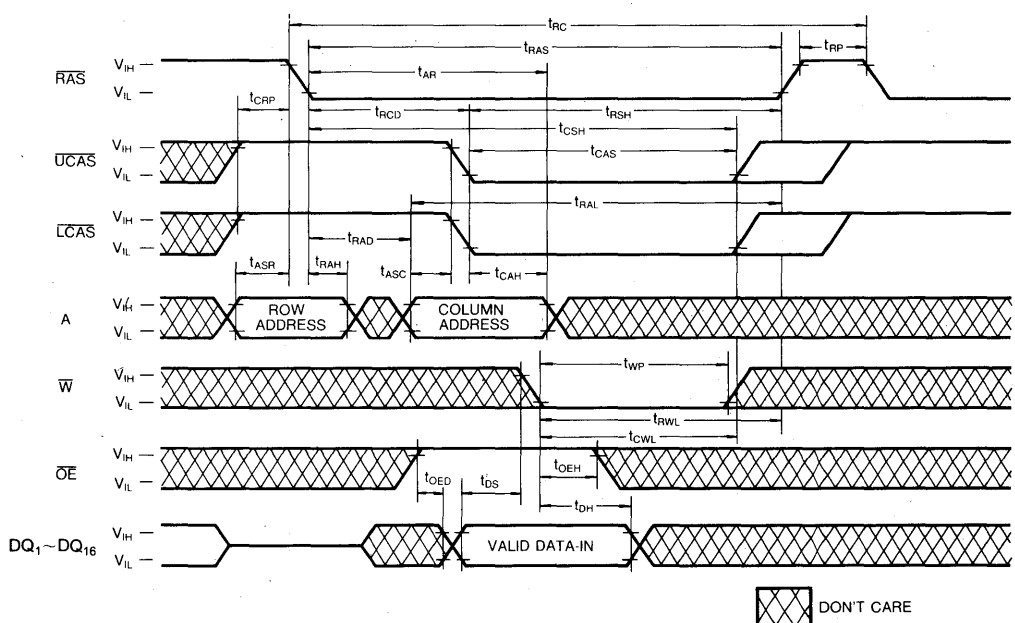 tRC
tRAS
tRP
tAR
RAS
VIH
VIL
tCRP
tRCD
tRSH
tCSH
tCAS
UCAS
VIH
VIL
tRAL
LCAS
VIH
VIL
tRAD
tASR
tRAH
tASC
tCAH
A
VIH
VIL
ROW
ADDRESS
COLUMN
ADDRESS
tWP
W
VIH
VIL
tRWL
tCWL
OE
VIH
VIL
tOED
tDS
tOEH
tDH
DQ1~DQ16
VIH
VIL
VALID DATA-IN
DON'T CARE